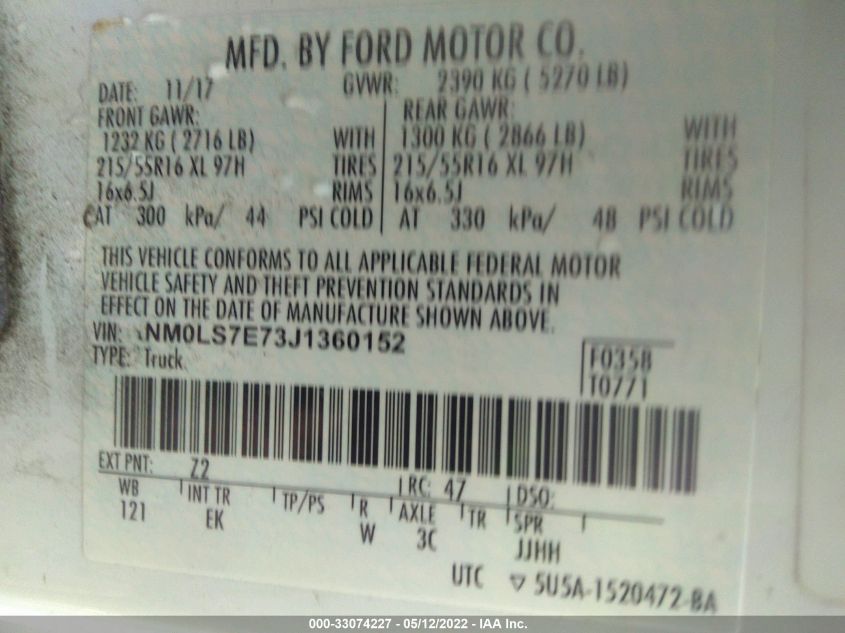 MFD. BY FORD MOTOR CO.
DATE: 11/17 GVWR: 2390 KG ( 5270 LB)
FRONT GAWR: REAR GAWR:
1232 KG ( 2716 LB) WITH 1300 KG ( 2866 LB) WITH
215/55R16 XL 97H TIRES 215/55R16 XL 97H TIRES
16x6.5J RIMS 16x6.5J RIMS
AT 300 kPa/ 44 PSI COLD AT 330 kPa/ 48 PSI COLD
THIS VEHICLE CONFORMS TO ALL APPLICABLE FEDERAL MOTOR
VEHICLE SAFETY AND THEFT PREVENTION STANDARDS IN
EFFECT ON THE DATE OF MANUFACTURE SHOWN ABOVE.
VIN: NM0LS7E73J1360152
TYPE: Truck
F0358
T0771
EXT PNT: Z2 RC: 47 DSO:
WB INT TR TP/PS R AXLE TR SPR
121 EK W 3C JJHH
UTC ▽ 5U5A-1520472-BA
000-33074227 - 05/12/2022 - IAA Inc.